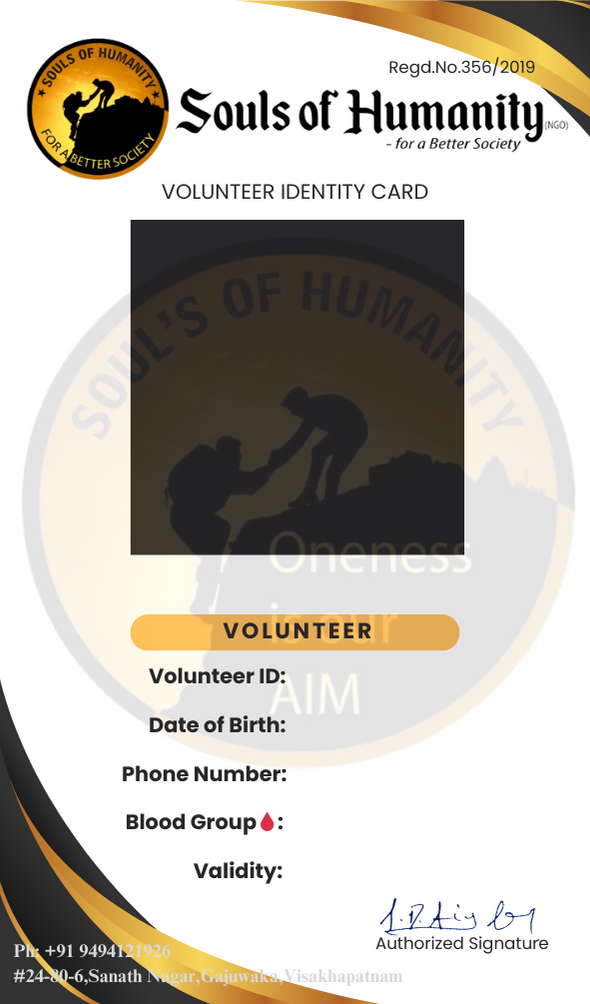 SOULS OF HUMANITY
FOR A BETTER SOCIETY
Regd.No.356/2019
Souls of Humanity (NGO)
- for a Better Society
VOLUNTEER IDENTITY CARD
SOUL'S OF HUMANITY
Oneness
is our
AIM
VOLUNTEER
Volunteer ID:
Date of Birth:
Phone Number:
Blood Group🩸:
Validity:
Authorized Signature
Ph: +91 9494121926
#24-80-6,Sanath Nagar,Gajuwaka,Visakhapatnam